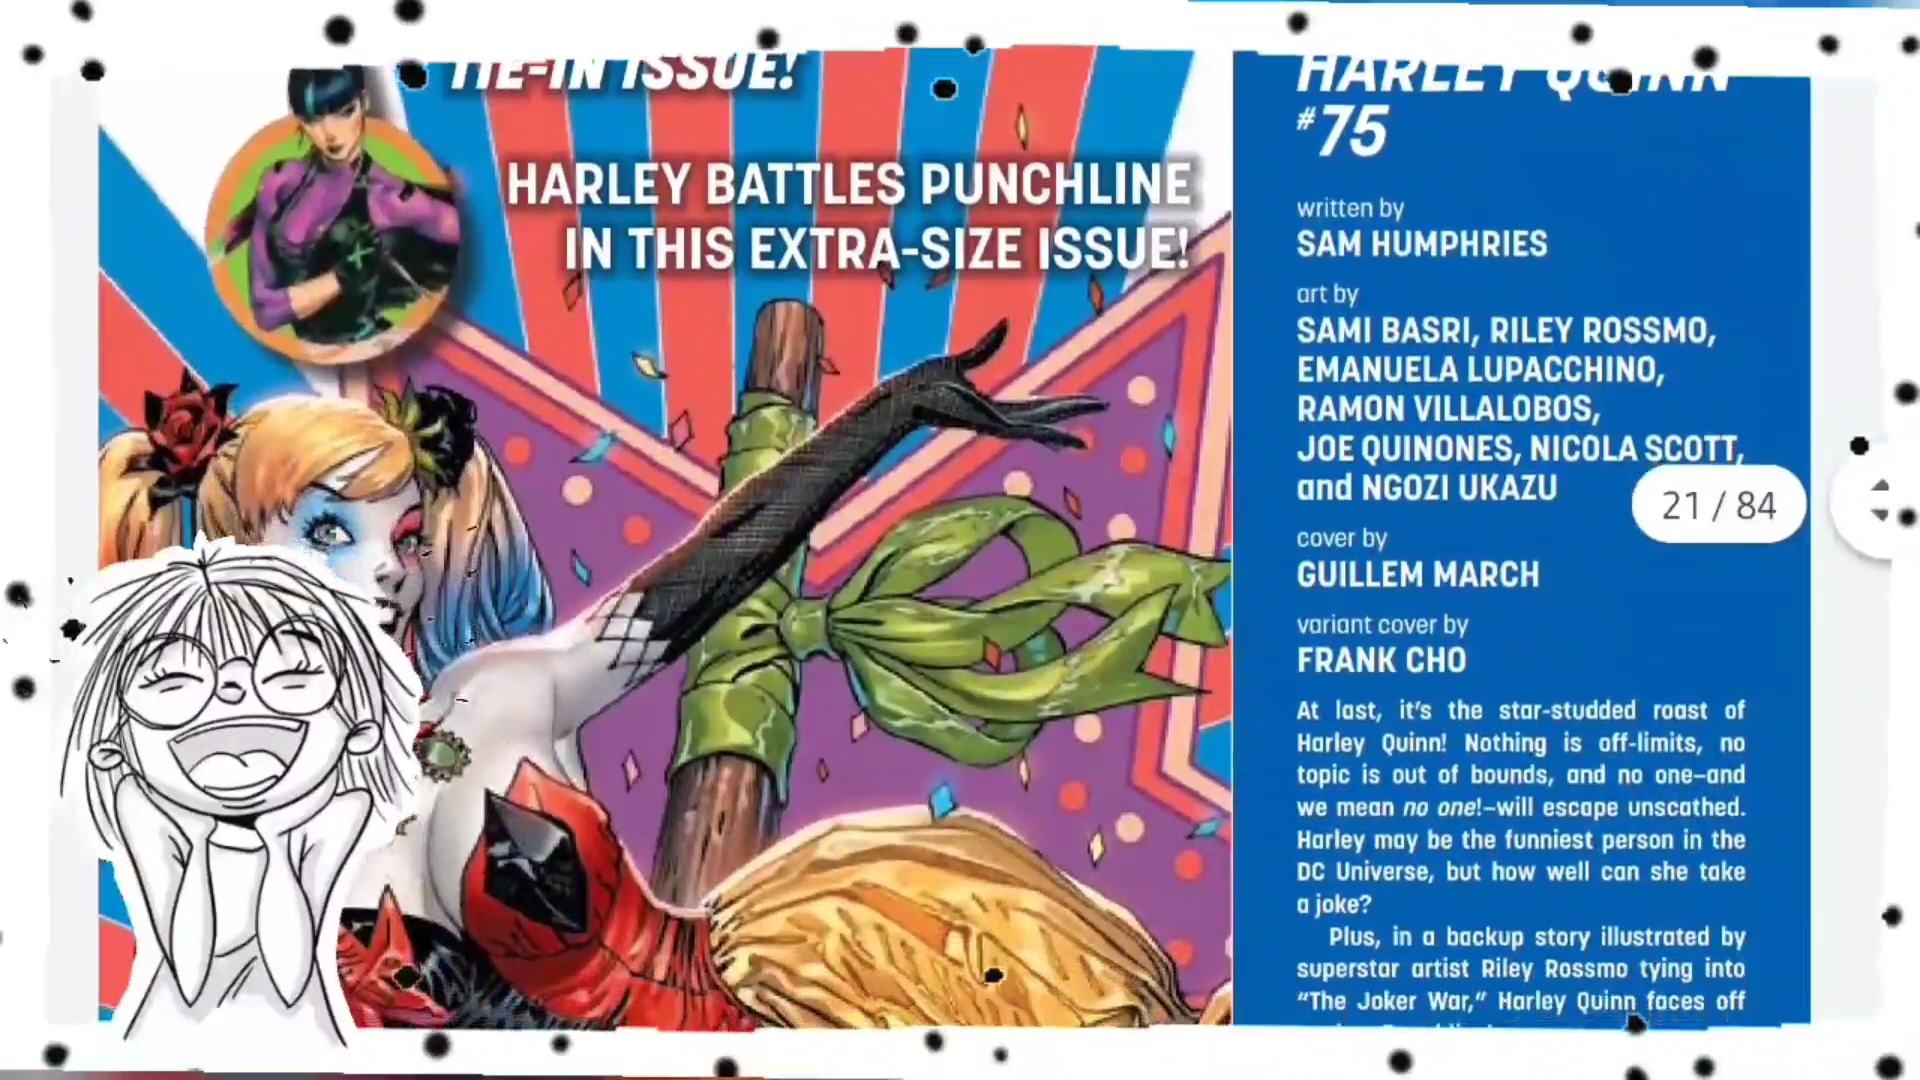 TIE-IN ISSUE!
HARLEY BATTLES PUNCHLINE
IN THIS EXTRA-SIZE ISSUE!
HARLEY QUINN
#75
written by
SAM HUMPHRIES
art by
SAMI BASRI, RILEY ROSSMO,
EMANUELA LUPACCHINO,
RAMON VILLALOBOS,
JOE QUINONES, NICOLA SCOTT,
and NGOZI UKAZU
21 / 84
cover by
GUILLEM MARCH
variant cover by
FRANK CHO
At last, it’s the star-studded roast of
Harley Quinn! Nothing is off-limits, no
topic is out of bounds, and no one–and
we mean no one!–will escape unscathed.
Harley may be the funniest person in the
DC Universe, but how well can she take
a joke?
Plus, in a backup story illustrated by
superstar artist Riley Rossmo tying into
“The Joker War,” Harley Quinn faces off